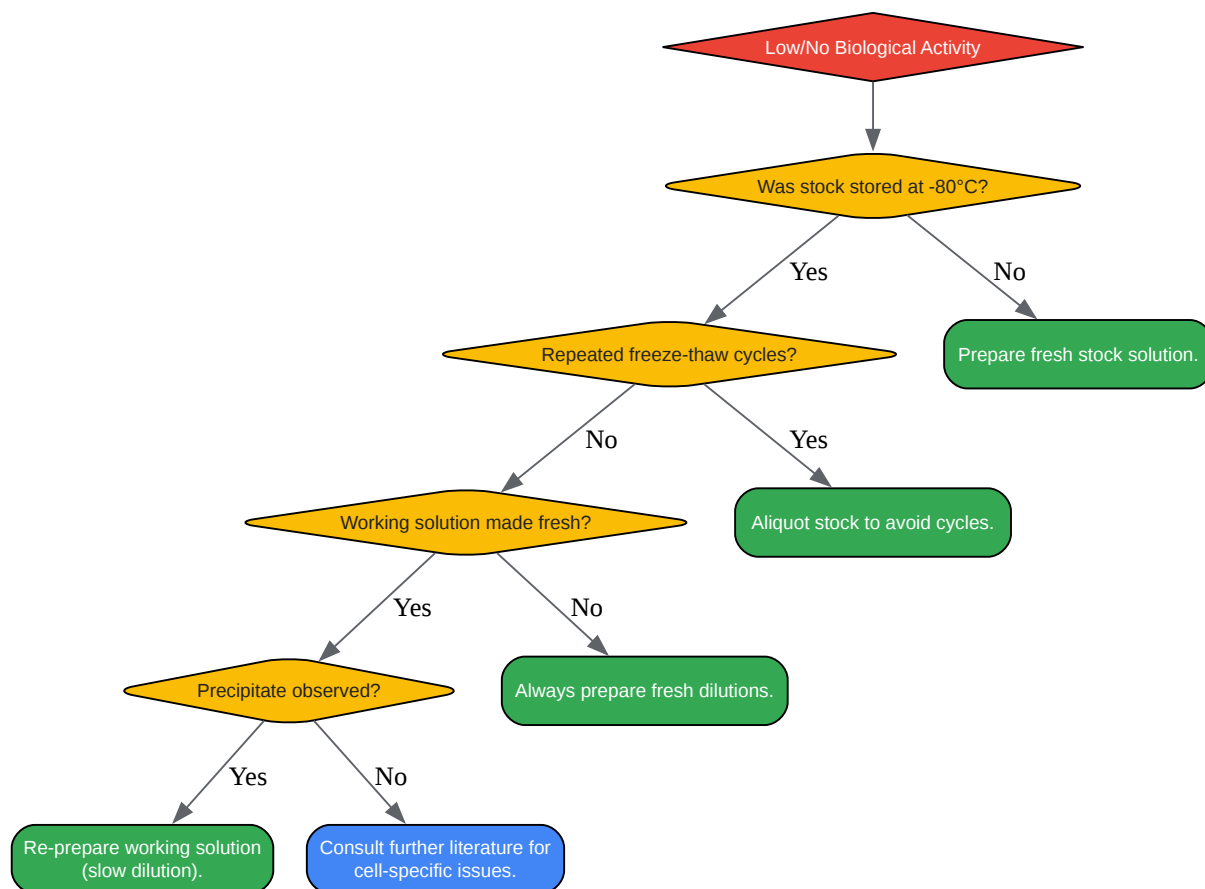 Low/No Biological Activity
Was stock stored at -80°C?
Yes
No
Repeated freeze-thaw cycles?
Prepare fresh stock solution.
No
Yes
Working solution made fresh?
Aliquot stock to avoid cycles.
Yes
No
Precipitate observed?
Always prepare fresh dilutions.
Yes
No
Re-prepare working solution
(slow dilution).
Consult further literature for
cell-specific issues.